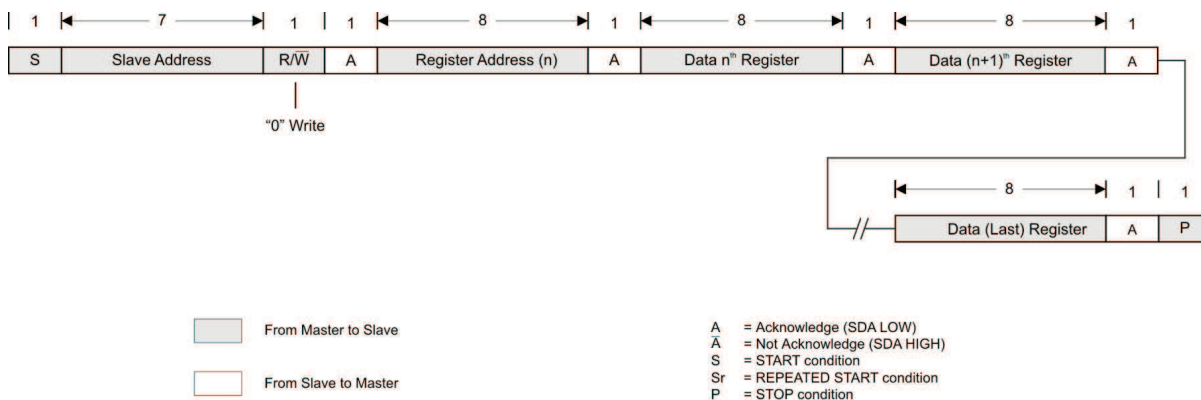 1 7 1 1 8 1 8 1 8 1
S Slave Address R/W̅ A Register Address (n) A Data nᵗʰ Register A Data (n+1)ᵗʰ Register A
“0” Write
8 1 1
Data (Last) Register A P
From Master to Slave
From Slave to Master
A = Acknowledge (SDA LOW)
A̅ = Not Acknowledge (SDA HIGH)
S = START condition
Sr = REPEATED START condition
P = STOP condition